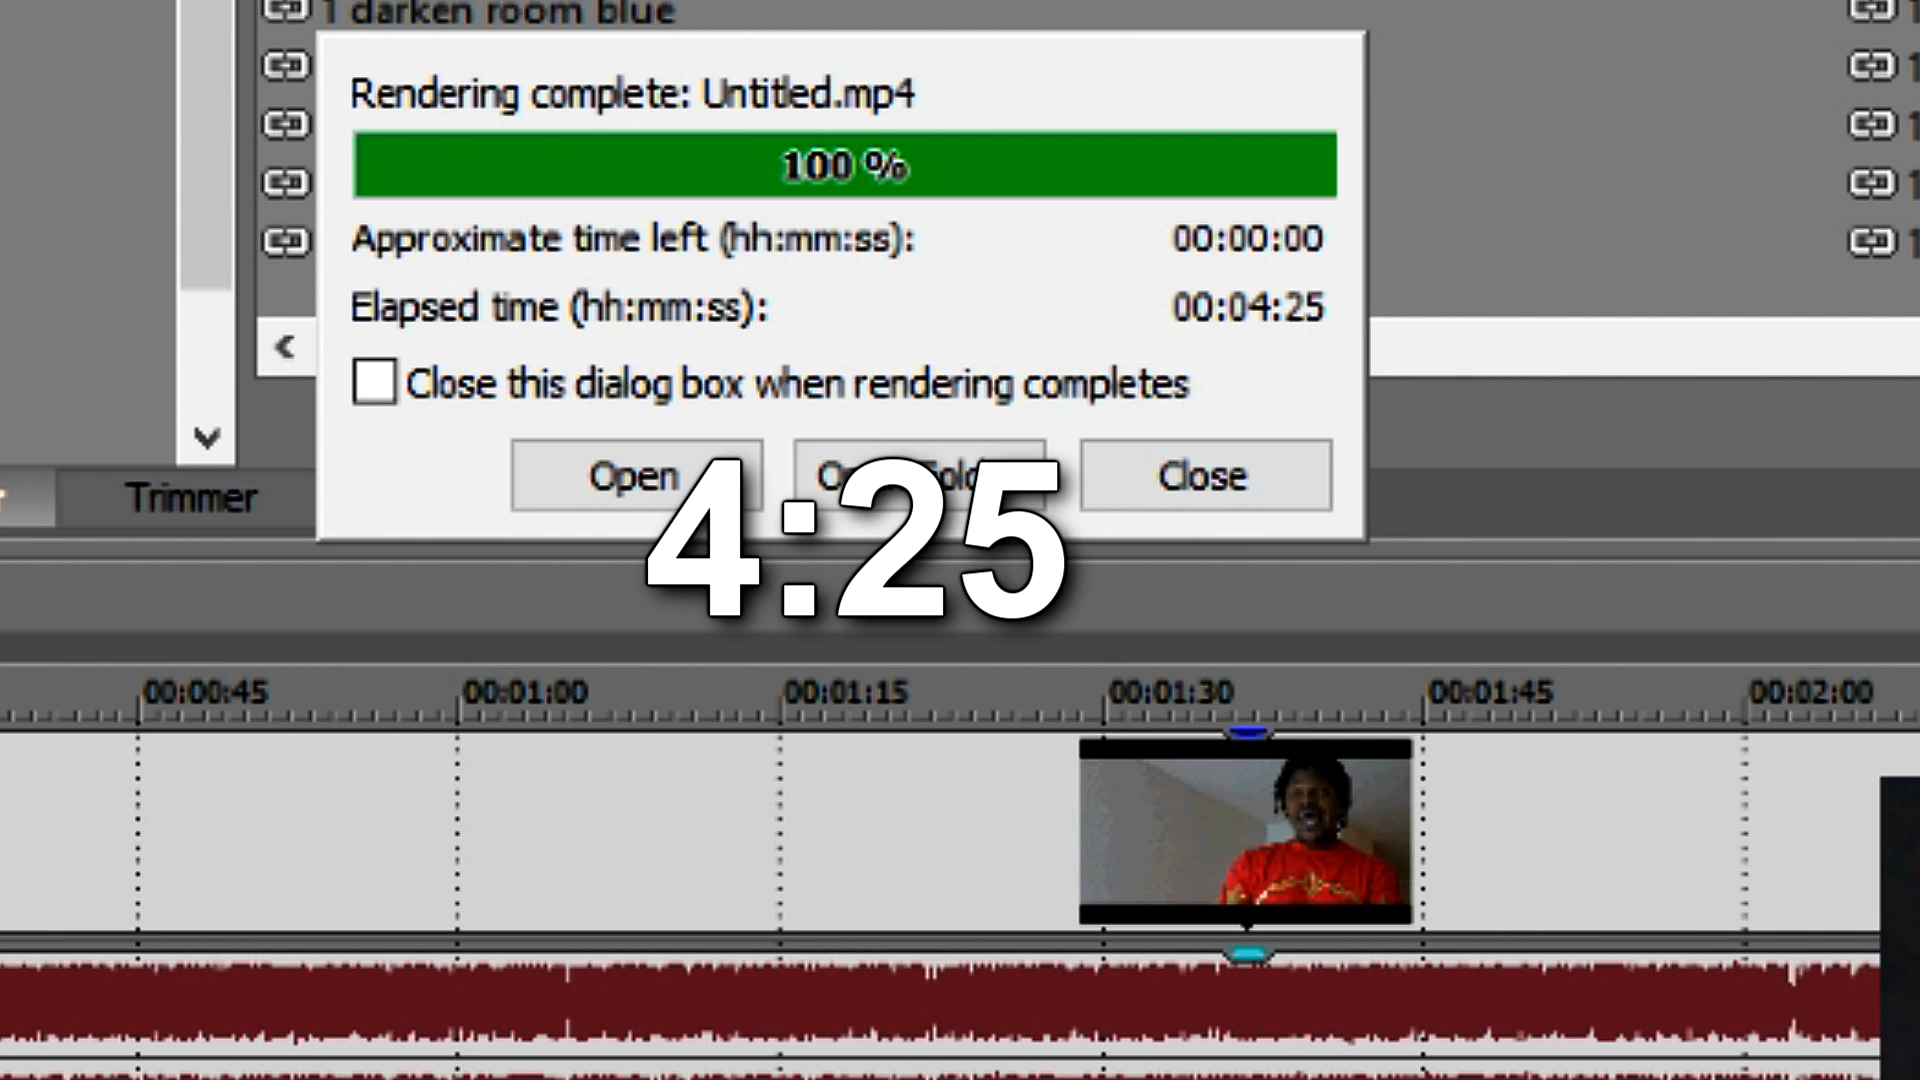 1 darken room blue
Rendering complete: Untitled.mp4
100 %
Approximate time left (hh:mm:ss): 00:00:00
Elapsed time (hh:mm:ss): 00:04:25
Close this dialog box when rendering completes
Open
Close
4:25
Trimmer
00:00:45 00:01:00 00:01:15 00:01:30 00:01:45 00:02:00